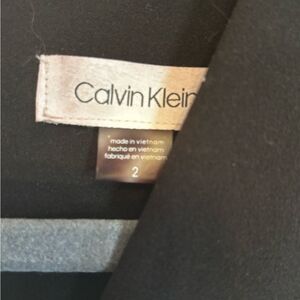 Calvin Klein
made in vietnam
hecho en vietnam
fabriqué en vietnam
2